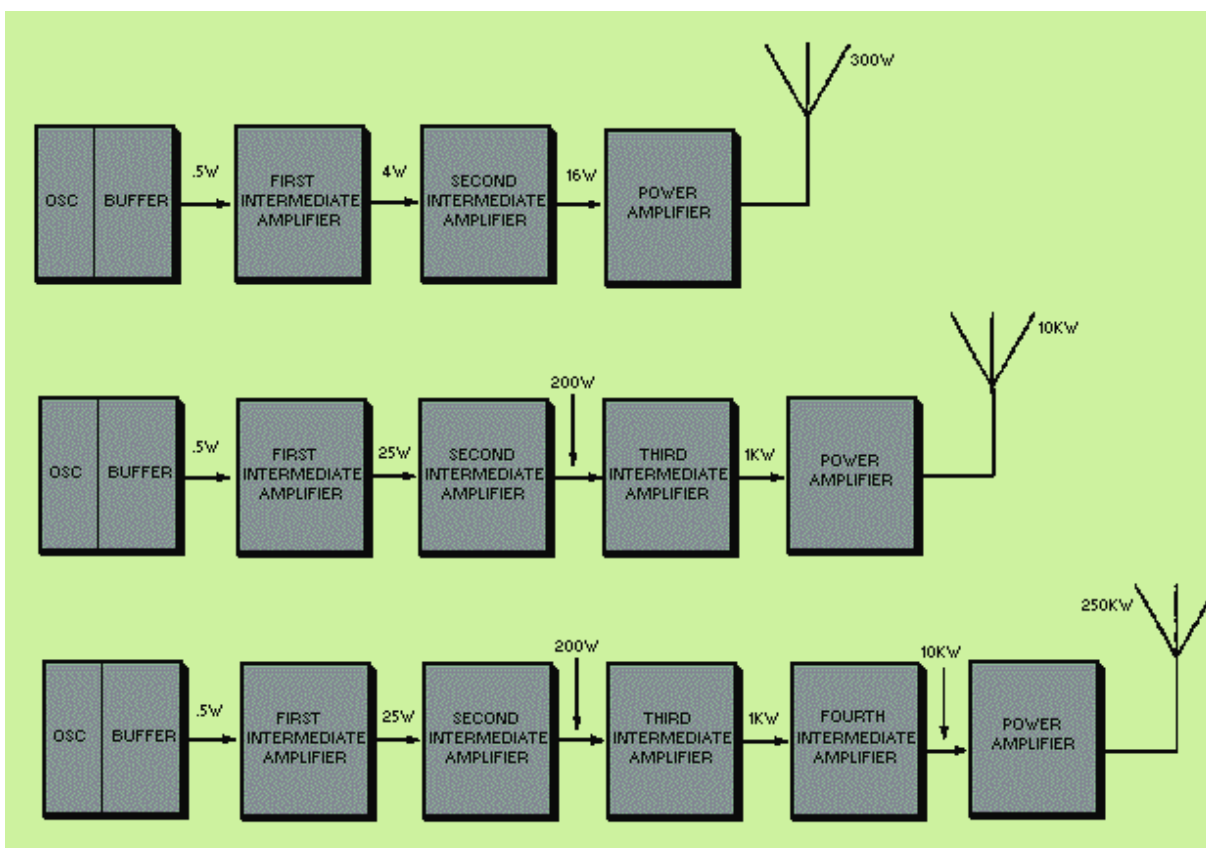 300W
OSC
BUFFER
.5W
FIRST
INTERMEDIATE
AMPLIFIER
4W
SECOND
INTERMEDIATE
AMPLIFIER
16W
POWER
AMPLIFIER
10KW
OSC
BUFFER
.5W
FIRST
INTERMEDIATE
AMPLIFIER
25W
SECOND
INTERMEDIATE
AMPLIFIER
200W
THIRD
INTERMEDIATE
AMPLIFIER
1KW
POWER
AMPLIFIER
250KW
OSC
BUFFER
.5W
FIRST
INTERMEDIATE
AMPLIFIER
25W
SECOND
INTERMEDIATE
AMPLIFIER
200W
THIRD
INTERMEDIATE
AMPLIFIER
1KW
FOURTH
INTERMEDIATE
AMPLIFIER
10KW
POWER
AMPLIFIER